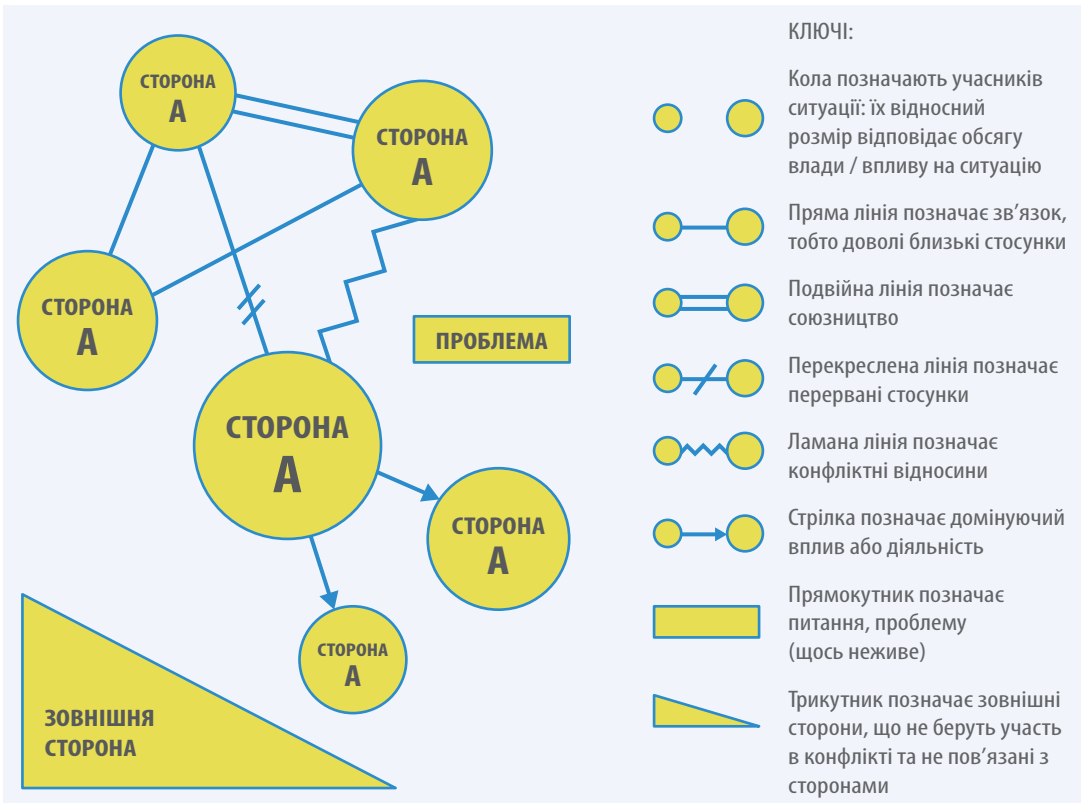 СТОРОНА
А
СТОРОНА
А
СТОРОНА
А
ПРОБЛЕМА
СТОРОНА
А
СТОРОНА
А
СТОРОНА
А
ЗОВНІШНЯ
СТОРОНА
КЛЮЧІ:
Кола позначають учасників
ситуації: їх відносний
розмір відповідає обсягу
влади / впливу на ситуацію
Пряма лінія позначає зв’язок,
тобто доволі близькі стосунки
Подвійна лінія позначає
союзництво
Перекреслена лінія позначає
перервані стосунки
Ламана лінія позначає
конфліктні відносини
Стрілка позначає домінуючий
вплив або діяльність
Прямокутник позначає
питання, проблему
(щось неживе)
Трикутник позначає зовнішні
сторони, що не беруть участь
в конфлікті та не пов’язані з
сторонами